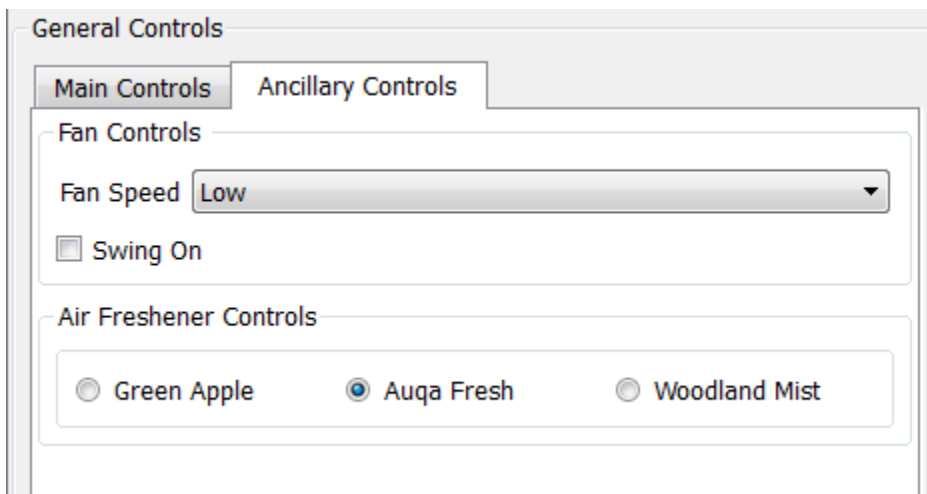 General Controls
Main Controls Ancillary Controls
Fan Controls
Fan Speed Low
Swing On
Air Freshener Controls
Green Apple Auqa Fresh Woodland Mist